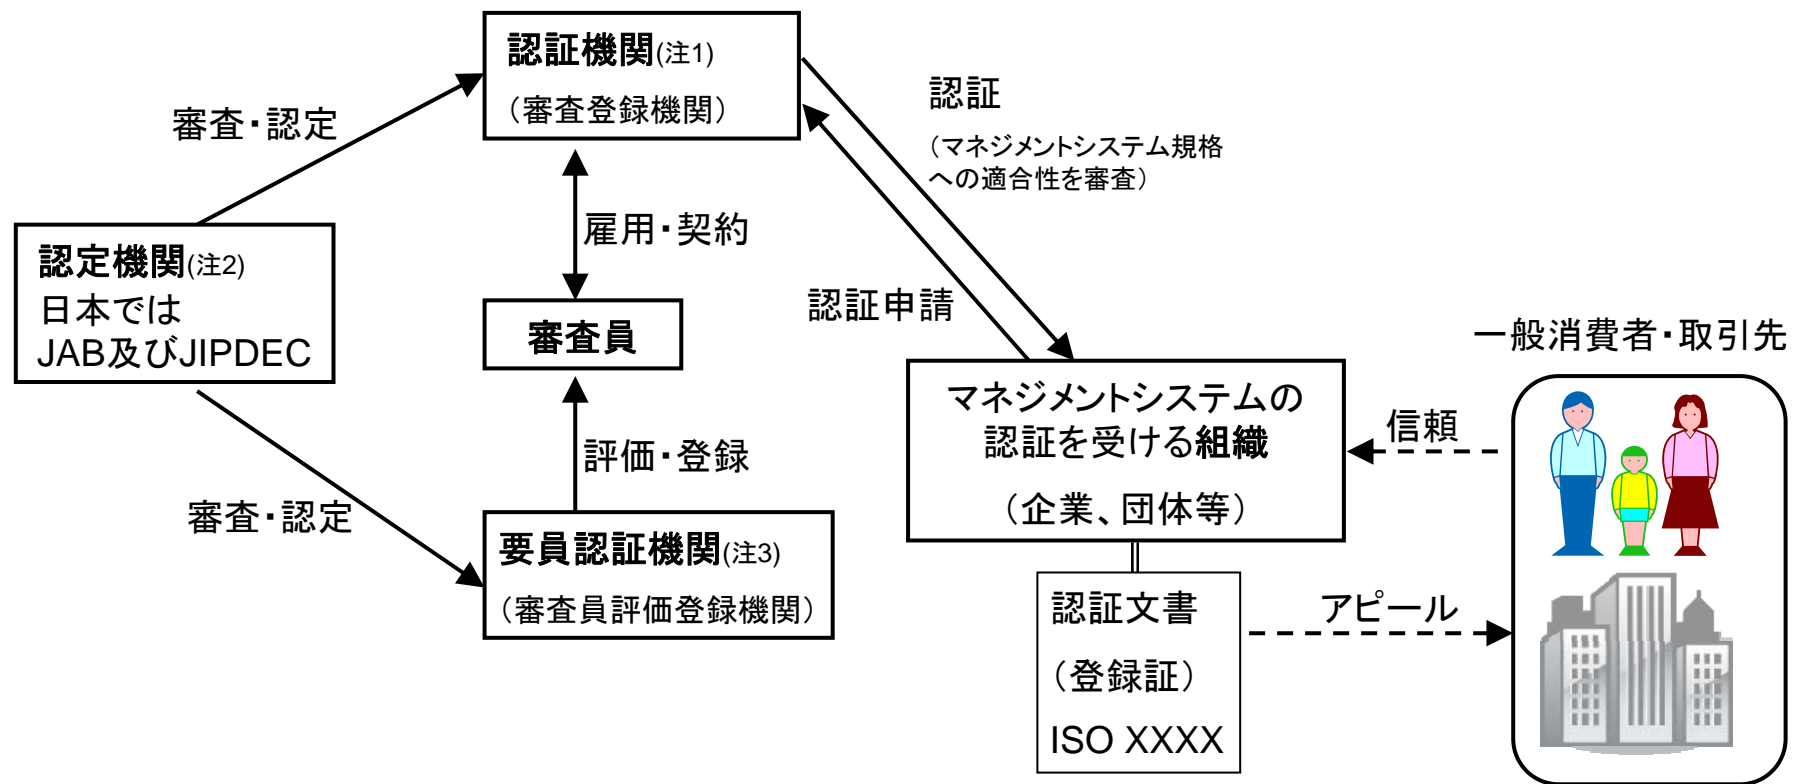 認証機関(注1)
（審査登録機関）
審査・認定
認証
（マネジメントシステム規格
への適合性を審査）
雇用・契約
認定機関(注2)
日本では
JAB及びJIPDEC
認証申請
審査員
一般消費者・取引先
マネジメントシステムの
認証を受ける組織
（企業、団体等）
信頼
評価・登録
審査・認定
要員認証機関(注3)
（審査員評価登録機関）
認証文書
（登録証）
ISO XXXX
アピール